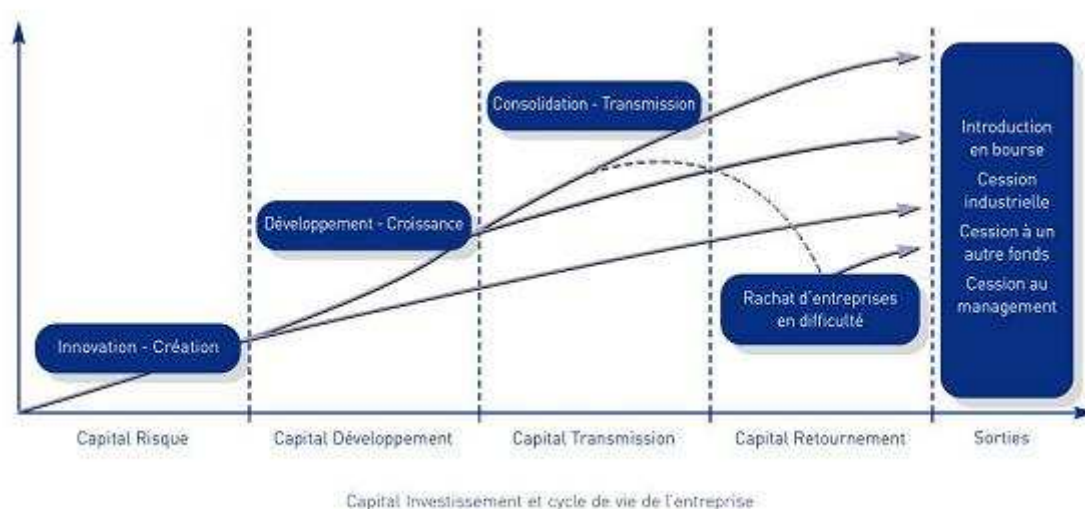 Consolidation - Transmission
Développement - Croissance
Innovation - Création
Rachat d'entreprises
en difficulté
Introduction
en bourse
Cession
industrielle
Cession à un
autre fonds
Cession au
management
Capital Risque
Capital Développement
Capital Transmission
Capital Retournement
Sorties
Capital Investissement et cycle de vie de l'entreprise